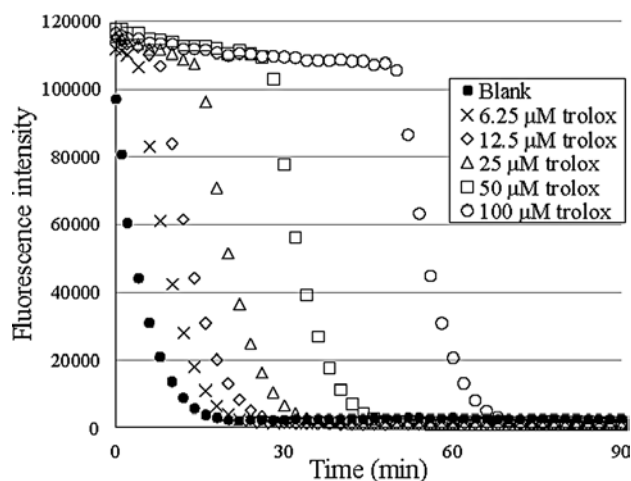 120000
100000
80000
60000
40000
20000
0
Fluorescence intensity
0
30
60
90
Time (min)
Blank
6.25 μM trolox
12.5 μM trolox
25 μM trolox
50 μM trolox
100 μM trolox